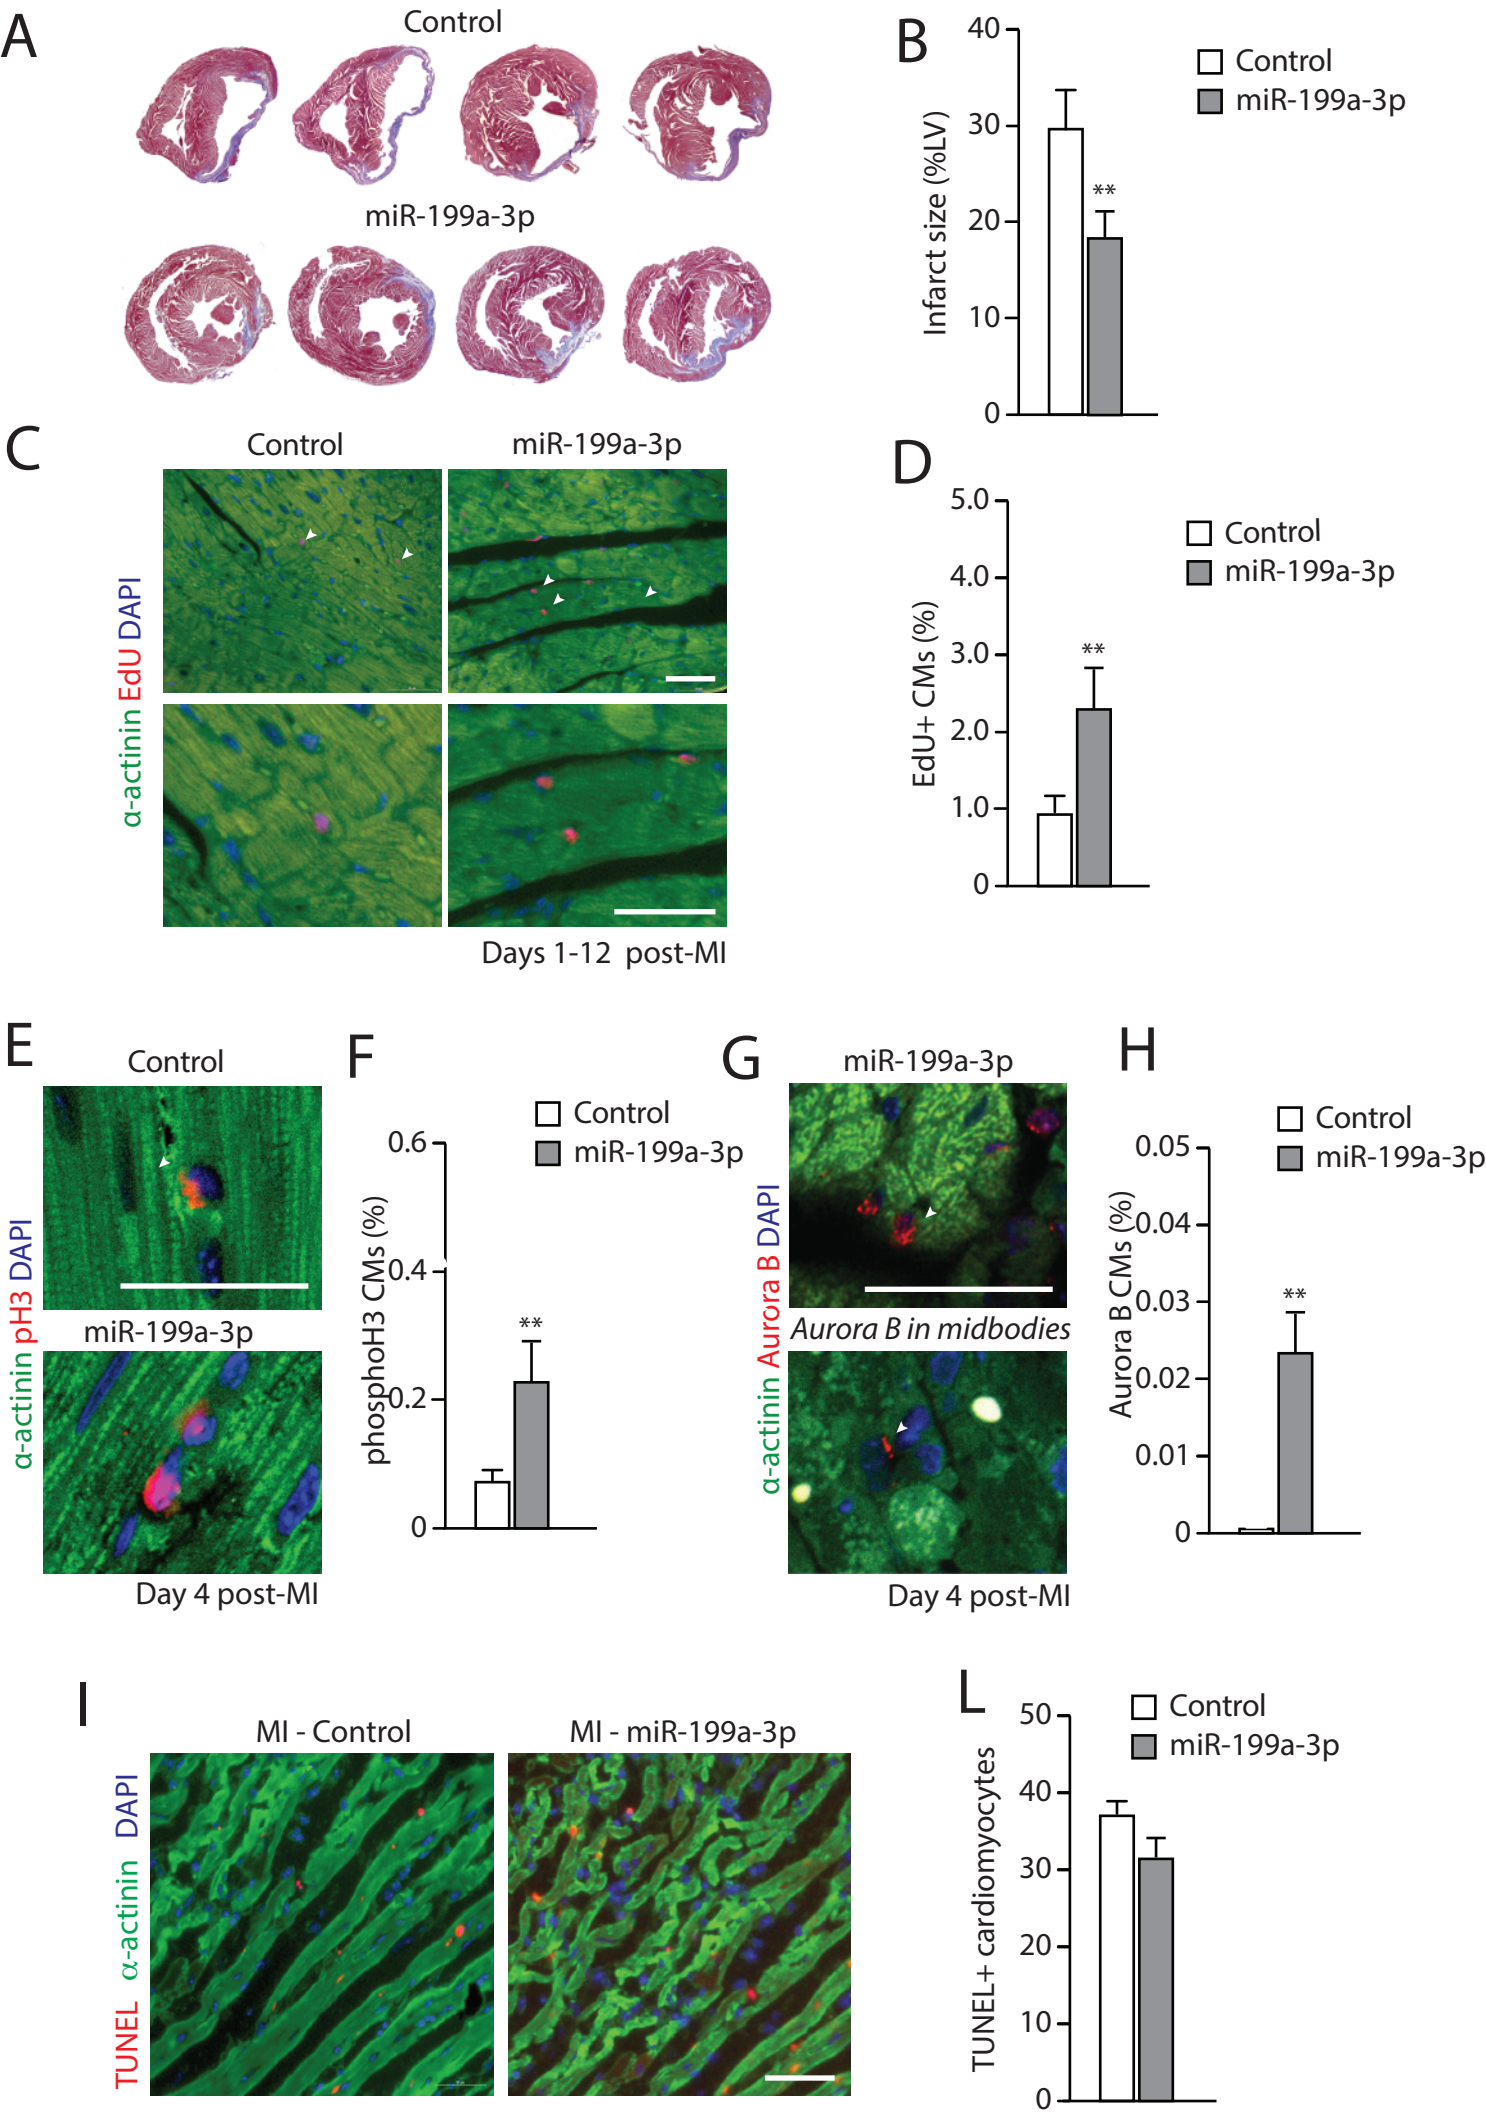 A
Control
miR-199a-3p
B
40
30
20
10
0
Infarct size (%LV)
**
Control
miR-199a-3p
C
Control
miR-199a-3p
α-actinin EdU DAPI
Days 1-12 post-MI
D
5.0
4.0
3.0
2.0
1.0
0
EdU+ CMs (%)
**
Control
miR-199a-3p
E
Control
miR-199a-3p
α-actinin pH3 DAPI
Day 4 post-MI
F
Control
miR-199a-3p
0.6
0.4
0.2
0
phosphoH3 CMs (%)
**
G
miR-199a-3p
Aurora B in midbodies
α-actinin Aurora B DAPI
Day 4 post-MI
H
Control
miR-199a-3p
0.05
0.04
0.03
0.02
0.01
0
Aurora B CMs (%)
**
I
MI - Control
MI - miR-199a-3p
TUNEL α-actinin DAPI
L
Control
miR-199a-3p
50
40
30
20
10
0
TUNEL+ cardiomyocytes